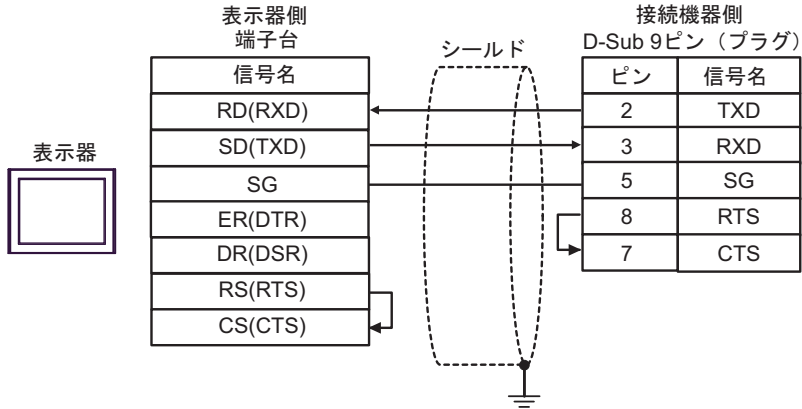 表示器側
端子台
接続機器側
D-Sub 9ピン（プラグ）
シールド
信号名
ピン 信号名
RD(RXD) 2 TXD
SD(TXD) 3 RXD
表示器
SG 5 SG
ER(DTR) 8 RTS
DR(DSR) 7 CTS
RS(RTS)
CS(CTS)